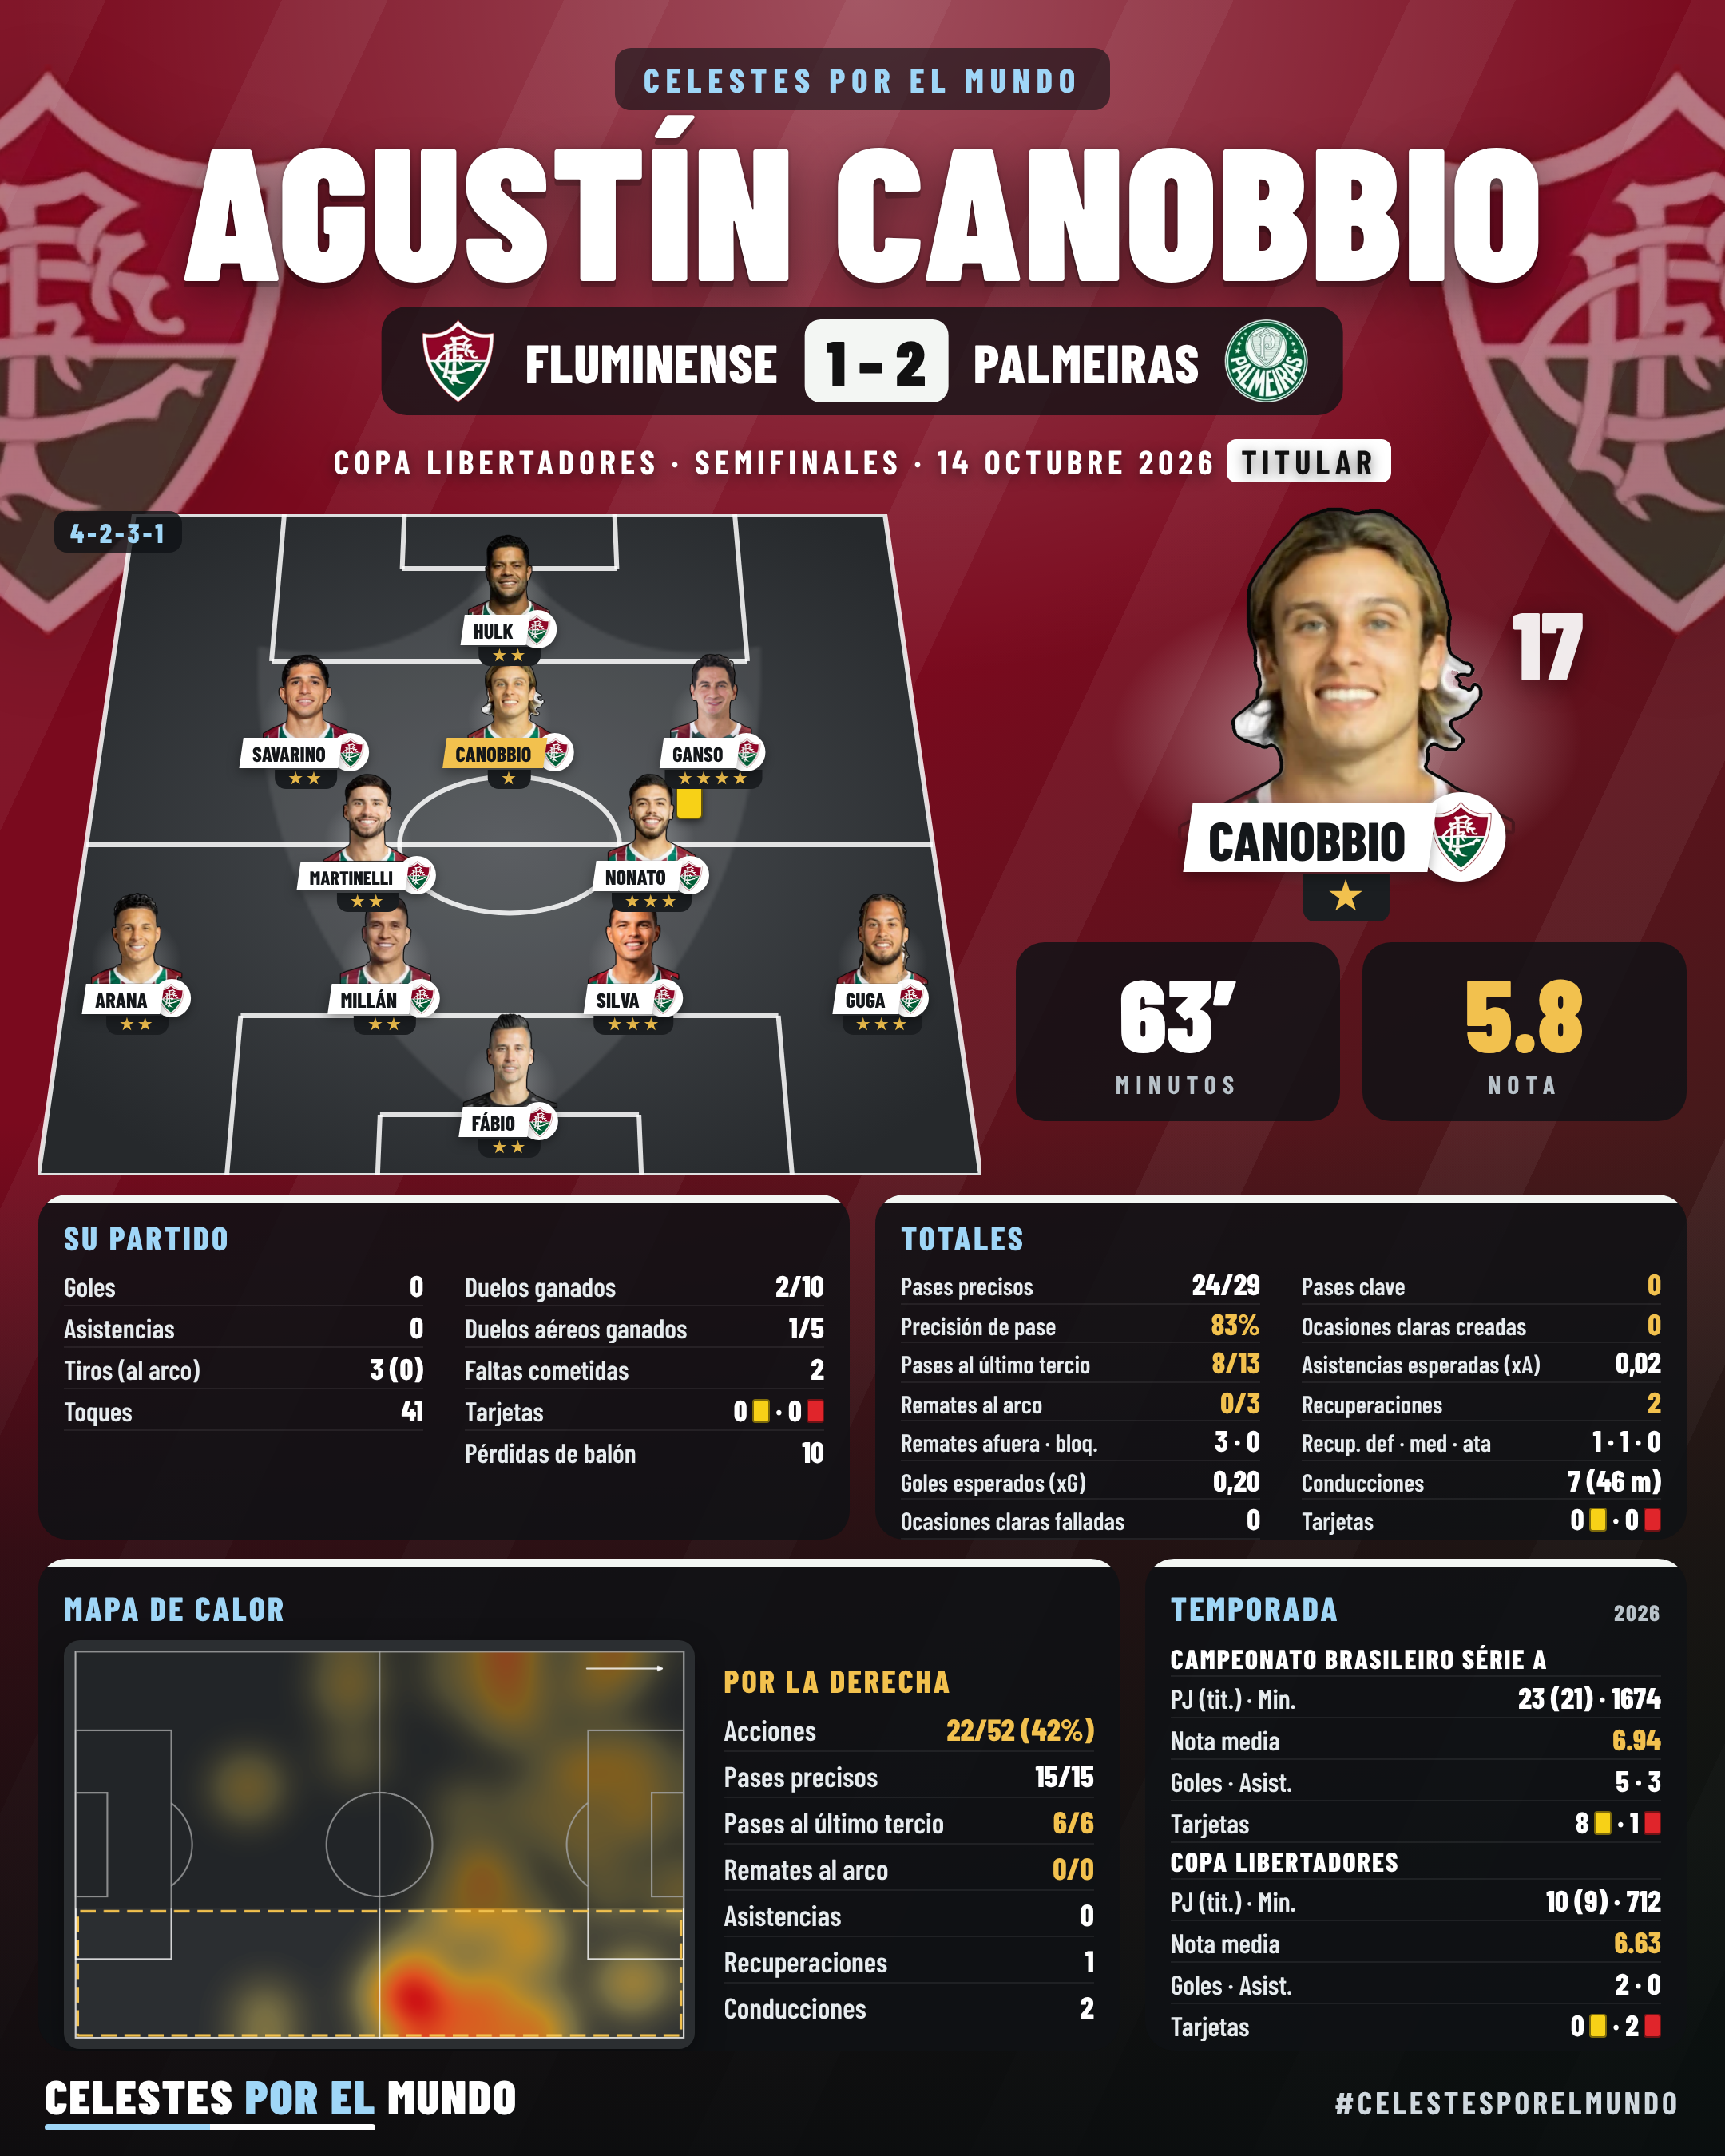 CELESTES POR EL MUNDO
AGUSTÍN CANOBBIO
FLUMINENSE 1 - 2 PALMEIRAS
PALMEIRAS
COPA LIBERTADORES · SEMIFINALES · 14 OCTUBRE 2026 TITULAR
4-2-3-1
HULK
SAVARINO
CANOBBIO
GANSO
MARTINELLI
NONATO
ARANA
MILLÁN
SILVA
GUGA
FÁBIO
17
CANOBBIO
63’
MINUTOS
5.8
NOTA
SU PARTIDO
Goles 0
Asistencias 0
Tiros (al arco) 3 (0)
Toques 41
Duelos ganados 2/10
Duelos aéreos ganados 1/5
Faltas cometidas 2
Tarjetas 0 · 0
Pérdidas de balón 10
TOTALES
Pases precisos 24/29
Precisión de pase 83%
Pases al último tercio 8/13
Remates al arco 0/3
Remates afuera · bloq. 3 · 0
Goles esperados (xG) 0,20
Ocasiones claras falladas 0
Pases clave 0
Ocasiones claras creadas 0
Asistencias esperadas (xA) 0,02
Recuperaciones 2
Recup. def · med · ata 1 · 1 · 0
Conducciones 7 (46 m)
Tarjetas 0 · 0
MAPA DE CALOR
POR LA DERECHA
Acciones 22/52 (42%)
Pases precisos 15/15
Pases al último tercio 6/6
Remates al arco 0/0
Asistencias 0
Recuperaciones 1
Conducciones 2
TEMPORADA 2026
CAMPEONATO BRASILEIRO SÉRIE A
PJ (tit.) · Min. 23 (21) · 1674
Nota media 6.94
Goles · Asist. 5 · 3
Tarjetas 8 · 1
COPA LIBERTADORES
PJ (tit.) · Min. 10 (9) · 712
Nota media 6.63
Goles · Asist. 2 · 0
Tarjetas 0 · 2
CELESTES POR EL MUNDO
#CELESTESPORELMUNDO